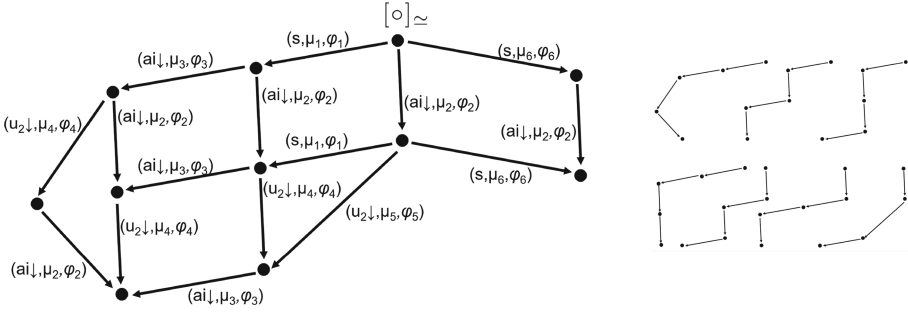 [∘]≃
(s,μ₁,φ₁)
(s,μ₆,φ₆)
(ai↓,μ₃,φ₃)
(ai↓,μ₂,φ₂)
(ai↓,μ₂,φ₂)
(ai↓,μ₂,φ₂)
(u₂↓,μ₄,φ₄)
(ai↓,μ₂,φ₂)
(s,μ₁,φ₁)
(ai↓,μ₃,φ₃)
(s,μ₆,φ₆)
(u₂↓,μ₄,φ₄)
(u₂↓,μ₅,φ₅)
(u₂↓,μ₄,φ₄)
(ai↓,μ₂,φ₂)
(ai↓,μ₃,φ₃)